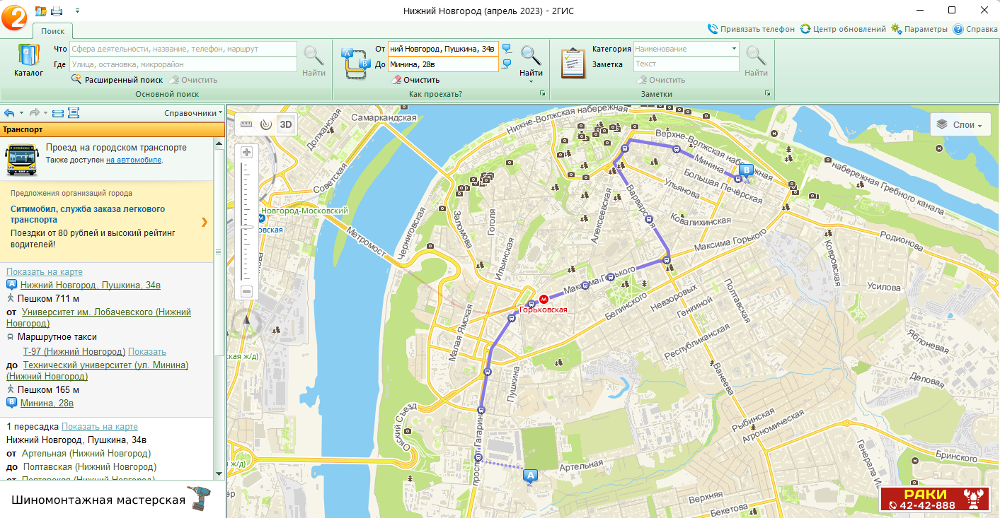 Нижний Новгород (апрель 2023) - 2ГИС
2
Поиск
Привязать телефон
Центр обновлений
Параметры
Справка
Каталог
Что
Сфера деятельности, название, телефон, маршрут
Где
Улица, остановка, микрорайон
Расширенный поиск
Очистить
Найти
Основной поиск
A
B
От
ний Новгород, Пушкина, 34в
До
Минина, 28в
Очистить
Найти
Как проехать?
Категория
Наименование
Заметка
Текст
Очистить
Найти
Заметки
Справочники
Транспорт
Проезд на городском транспорте
Также доступен на автомобиле.
Предложения организаций города
Ситимобил, служба заказа легкового
транспорта
Поездки от 80 рублей и высокий рейтинг
водителей!
Показать на карте
A Нижний Новгород, Пушкина, 34в
Пешком 711 м
от Университет им. Лобачевского (Нижний
Новгород)
Маршрутное такси
Т-97 (Нижний Новгород) Показать
до Технический университет (ул. Минина)
(Нижний Новгород)
Пешком 165 м
B Минина, 28в
1 пересадка Показать на карте
Нижний Новгород, Пушкина, 34в
от Артельная (Нижний Новгород)
до Полтавская (Нижний Новгород)
от Полтавская (Нижний Новгород)
Шиномонтажная мастерская
3D
Слои
Самаркандская
Должанская
Советская
Нижне-Волжская набережная
Верхне-Волжская набережная
Минина
B
Большая Печёрская
Ульянова
набережная Гребного канала
Новгород-Московский
овская
Метромост
Черниговская
Заломова
Гоголя
Ильинская
Алексеевская
Варварская
Ковалихинская
Максима Горького
Родионова
Ковровская
Максима Горького
Горьковская
Белинского
Невзоровых
Генкиной
Полтавская
Усилова
Малая Ямская
Республиканская
Яблоневая
Деловая
ская ж/д)
Пушкина
Ванеева
Окский Съезд
Рыбинская
Агрономическая
проспект Гагарина
ж/д)
A
Артельная
Генерала И
Бринского
Верхняя
Бекетова
РАКИ
42-42-888